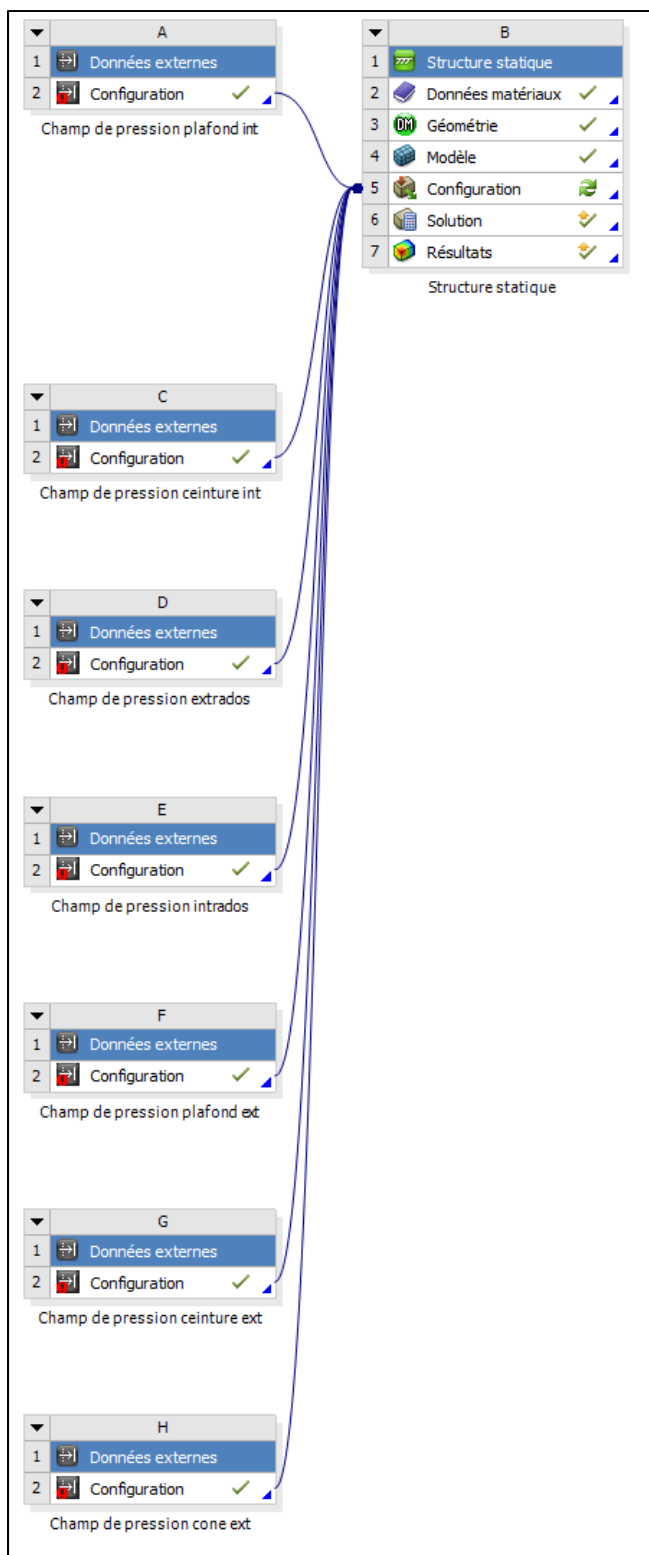 A
1 Données externes
2 Configuration
Champ de pression plafond int
B
1 Structure statique
2 Données matériaux
3 DM Géométrie
4 Modèle
5 Configuration
6 Solution
7 Résultats
Structure statique
C
1 Données externes
2 Configuration
Champ de pression ceinture int
D
1 Données externes
2 Configuration
Champ de pression extrados
E
1 Données externes
2 Configuration
Champ de pression intrados
F
1 Données externes
2 Configuration
Champ de pression plafond ext
G
1 Données externes
2 Configuration
Champ de pression ceinture ext
H
1 Données externes
2 Configuration
Champ de pression cone ext